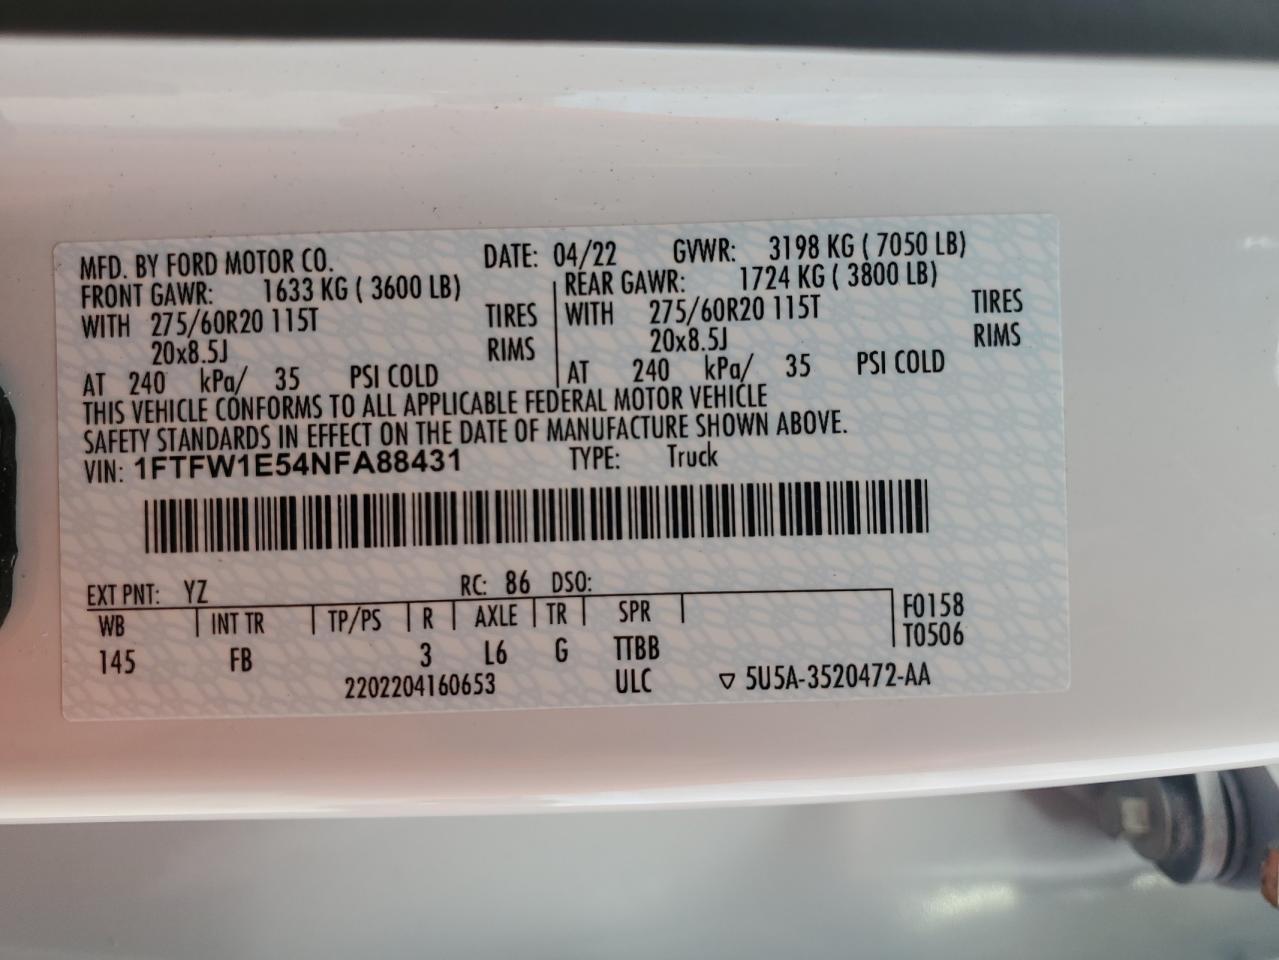 MFD. BY FORD MOTOR CO. DATE: 04/22 GVWR: 3198 KG ( 7050 LB)
FRONT GAWR: 1633 KG ( 3600 LB) REAR GAWR: 1724 KG ( 3800 LB)
WITH 275/60R20 115T TIRES WITH 275/60R20 115T TIRES
20x8.5J RIMS 20x8.5J RIMS
AT 240 kPa/ 35 PSI COLD AT 240 kPa/ 35 PSI COLD
THIS VEHICLE CONFORMS TO ALL APPLICABLE FEDERAL MOTOR VEHICLE
SAFETY STANDARDS IN EFFECT ON THE DATE OF MANUFACTURE SHOWN ABOVE.
VIN: 1FTFW1E54NFA88431 TYPE: Truck
EXT PNT: YZ RC: 86 DSO:
WB INT TR TP/PS R AXLE TR SPR F0158
T0506
145 FB 3 L6 G TTBB
2202204160653 ULC ▽ 5U5A-3520472-AA